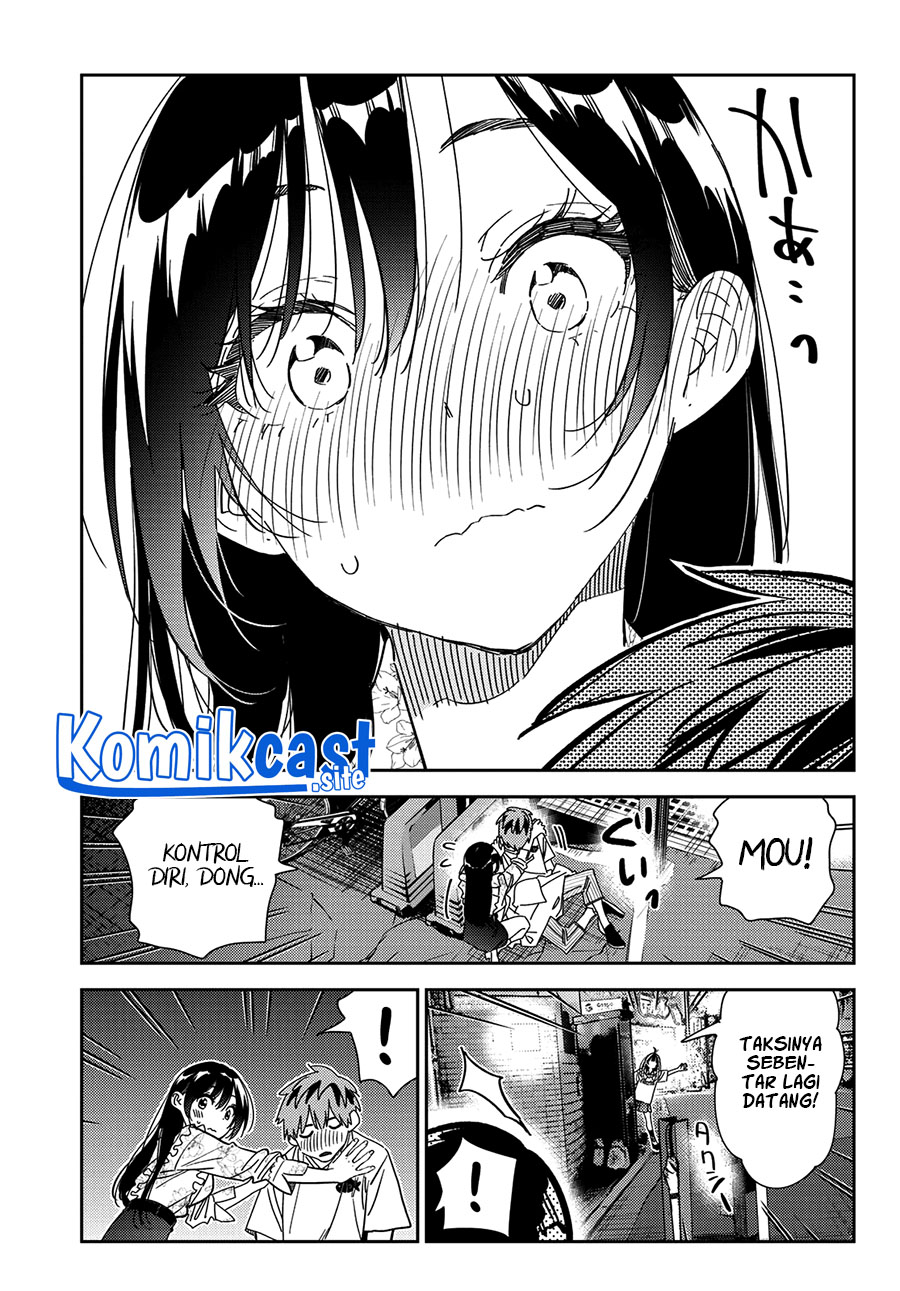 かあ…っ
Komikcast
.site
MOU!
ぐいっ
KONTROL
DIRI, DONG...
TAKSINYA
SEBEN-
TAR LAGI
DATANG!
!
!